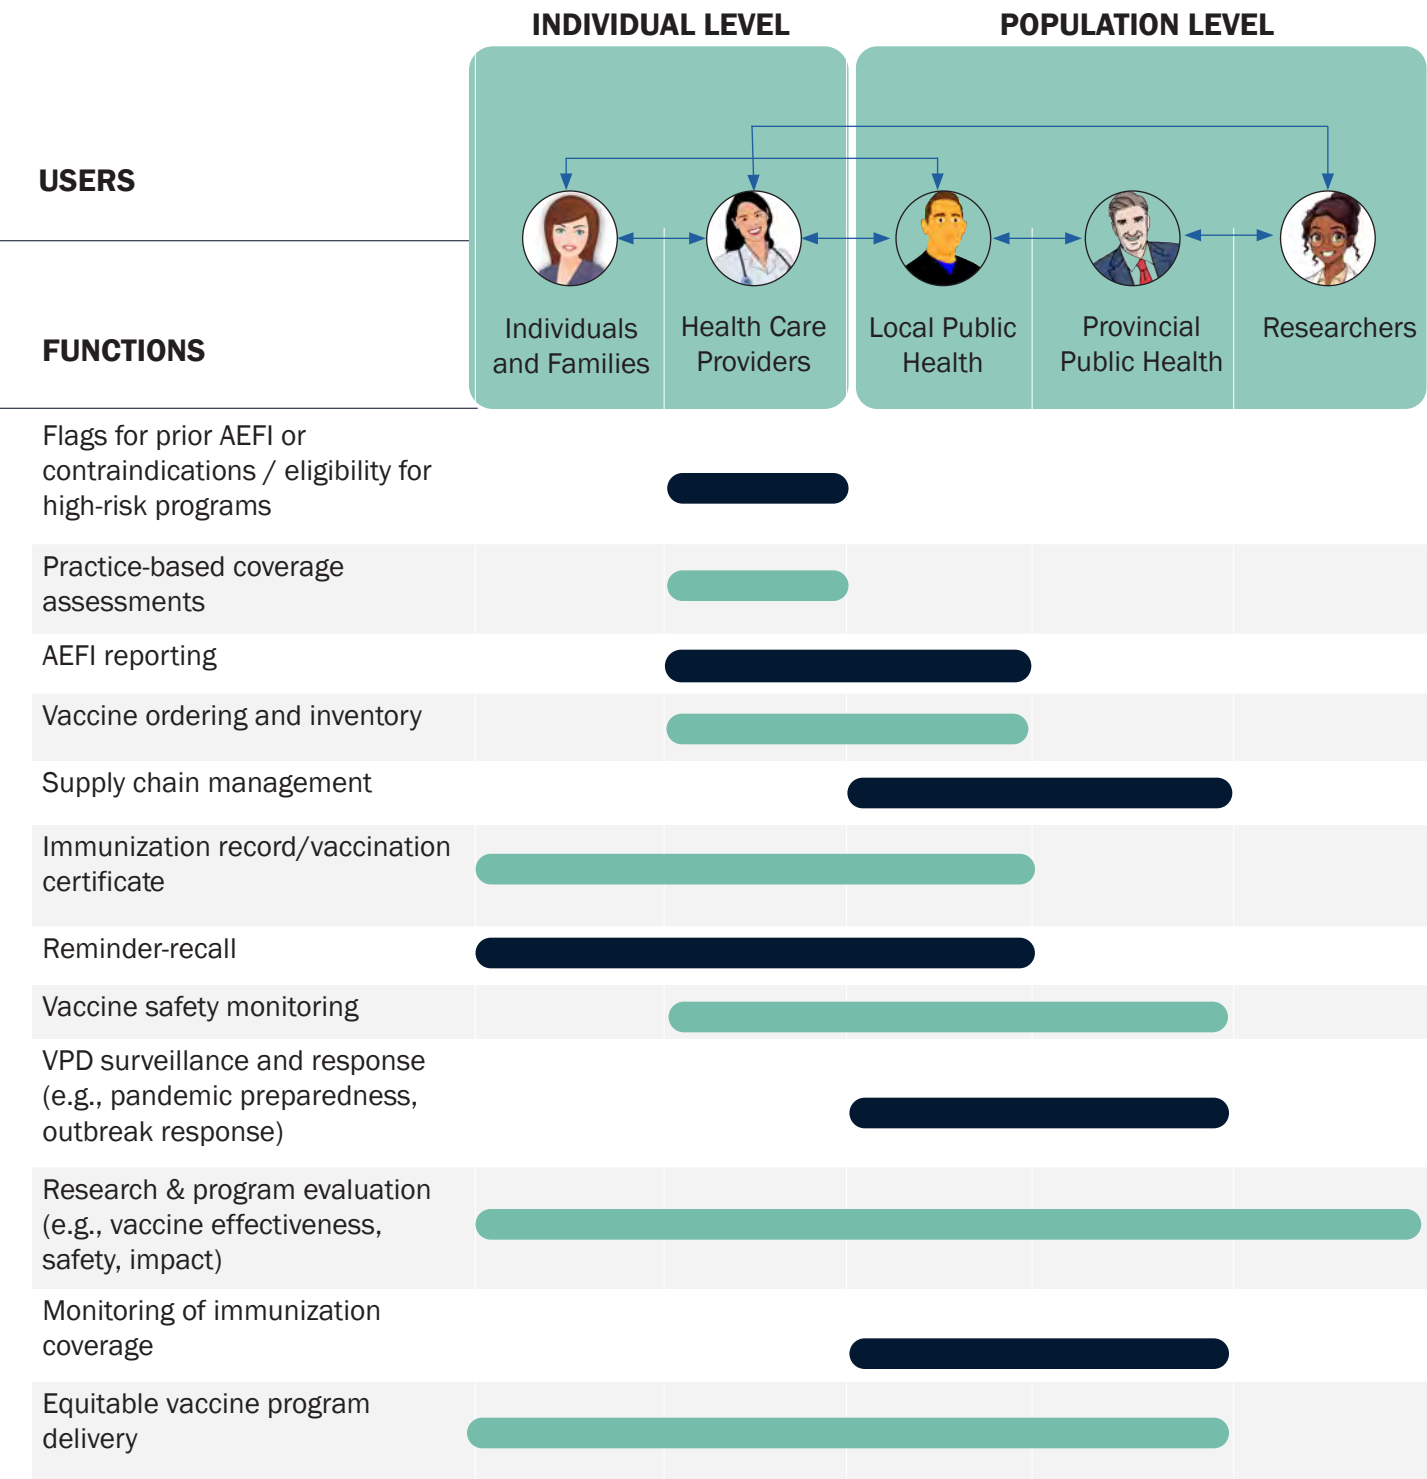 INDIVIDUAL LEVEL
POPULATION LEVEL
USERS
FUNCTIONS
Individuals
and Families
Health Care
Providers
Local Public
Health
Provincial
Public Health
Researchers
Flags for prior AEFI or
contraindications / eligibility for
high-risk programs
Practice-based coverage
assessments
AEFI reporting
Vaccine ordering and inventory
Supply chain management
Immunization record/vaccination
certificate
Reminder-recall
Vaccine safety monitoring
VPD surveillance and response
(e.g., pandemic preparedness,
outbreak response)
Research & program evaluation
(e.g., vaccine effectiveness,
safety, impact)
Monitoring of immunization
coverage
Equitable vaccine program
delivery